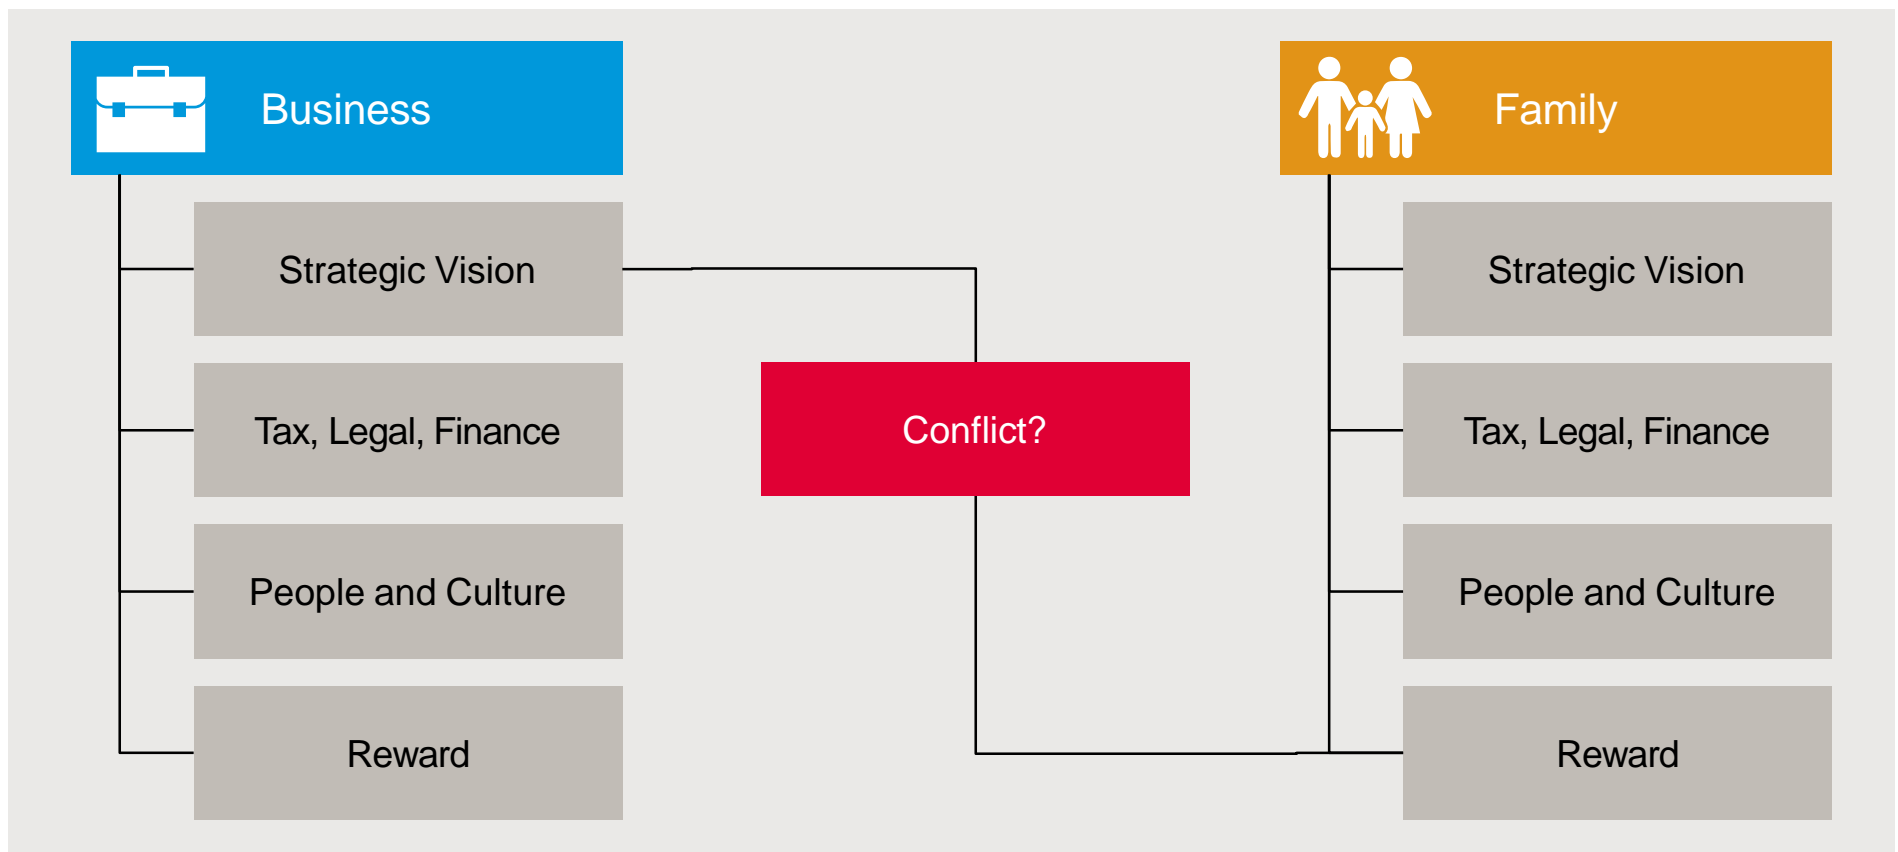 Business
Strategic Vision
Tax, Legal, Finance
People and Culture
Reward
Conflict?
Family
Strategic Vision
Tax, Legal, Finance
People and Culture
Reward